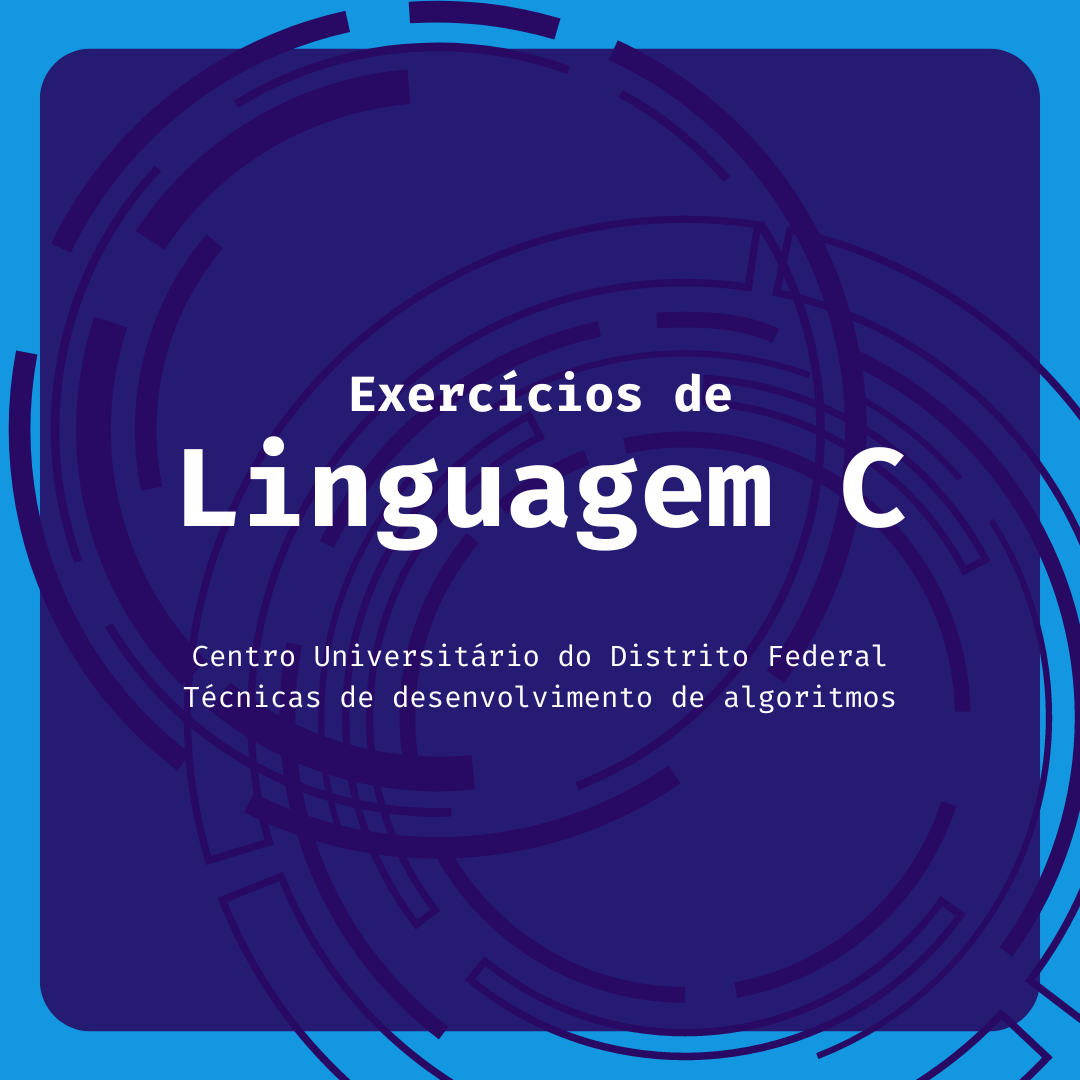 Exercícios de
Linguagem C
Centro Universitário do Distrito Federal
Técnicas de desenvolvimento de algoritmos